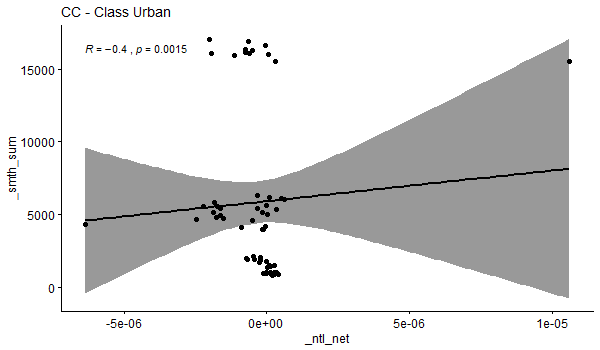 CC - Class Urban
R = −0.4 , p = 0.0015
15000
10000
5000
0
_smth_sum
-5e-06
0e+00
5e-06
1e-05
_ntl_net